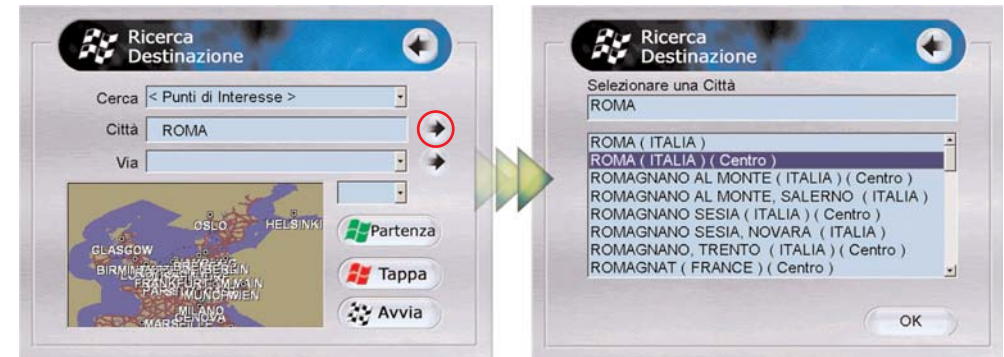 Ricerca
Destinazione
Cerca < Punti di Interesse >
Città ROMA
Via
OSLO
HELSINKI
GLASGOW
MILANO
GENOVA
Partenza
Tappa
Avvia
Ricerca
Destinazione
Selezionare una Città
ROMA
ROMA ( ITALIA )
ROMA ( ITALIA ) ( Centro )
ROMAGNANO AL MONTE ( ITALIA ) ( Centro )
ROMAGNANO AL MONTE, SALERNO ( ITALIA )
ROMAGNANO SESIA ( ITALIA ) ( Centro )
ROMAGNANO SESIA, NOVARA ( ITALIA )
ROMAGNANO, TRENTO ( ITALIA ) ( Centro )
ROMAGNAT ( FRANCE ) ( Centro )
OK